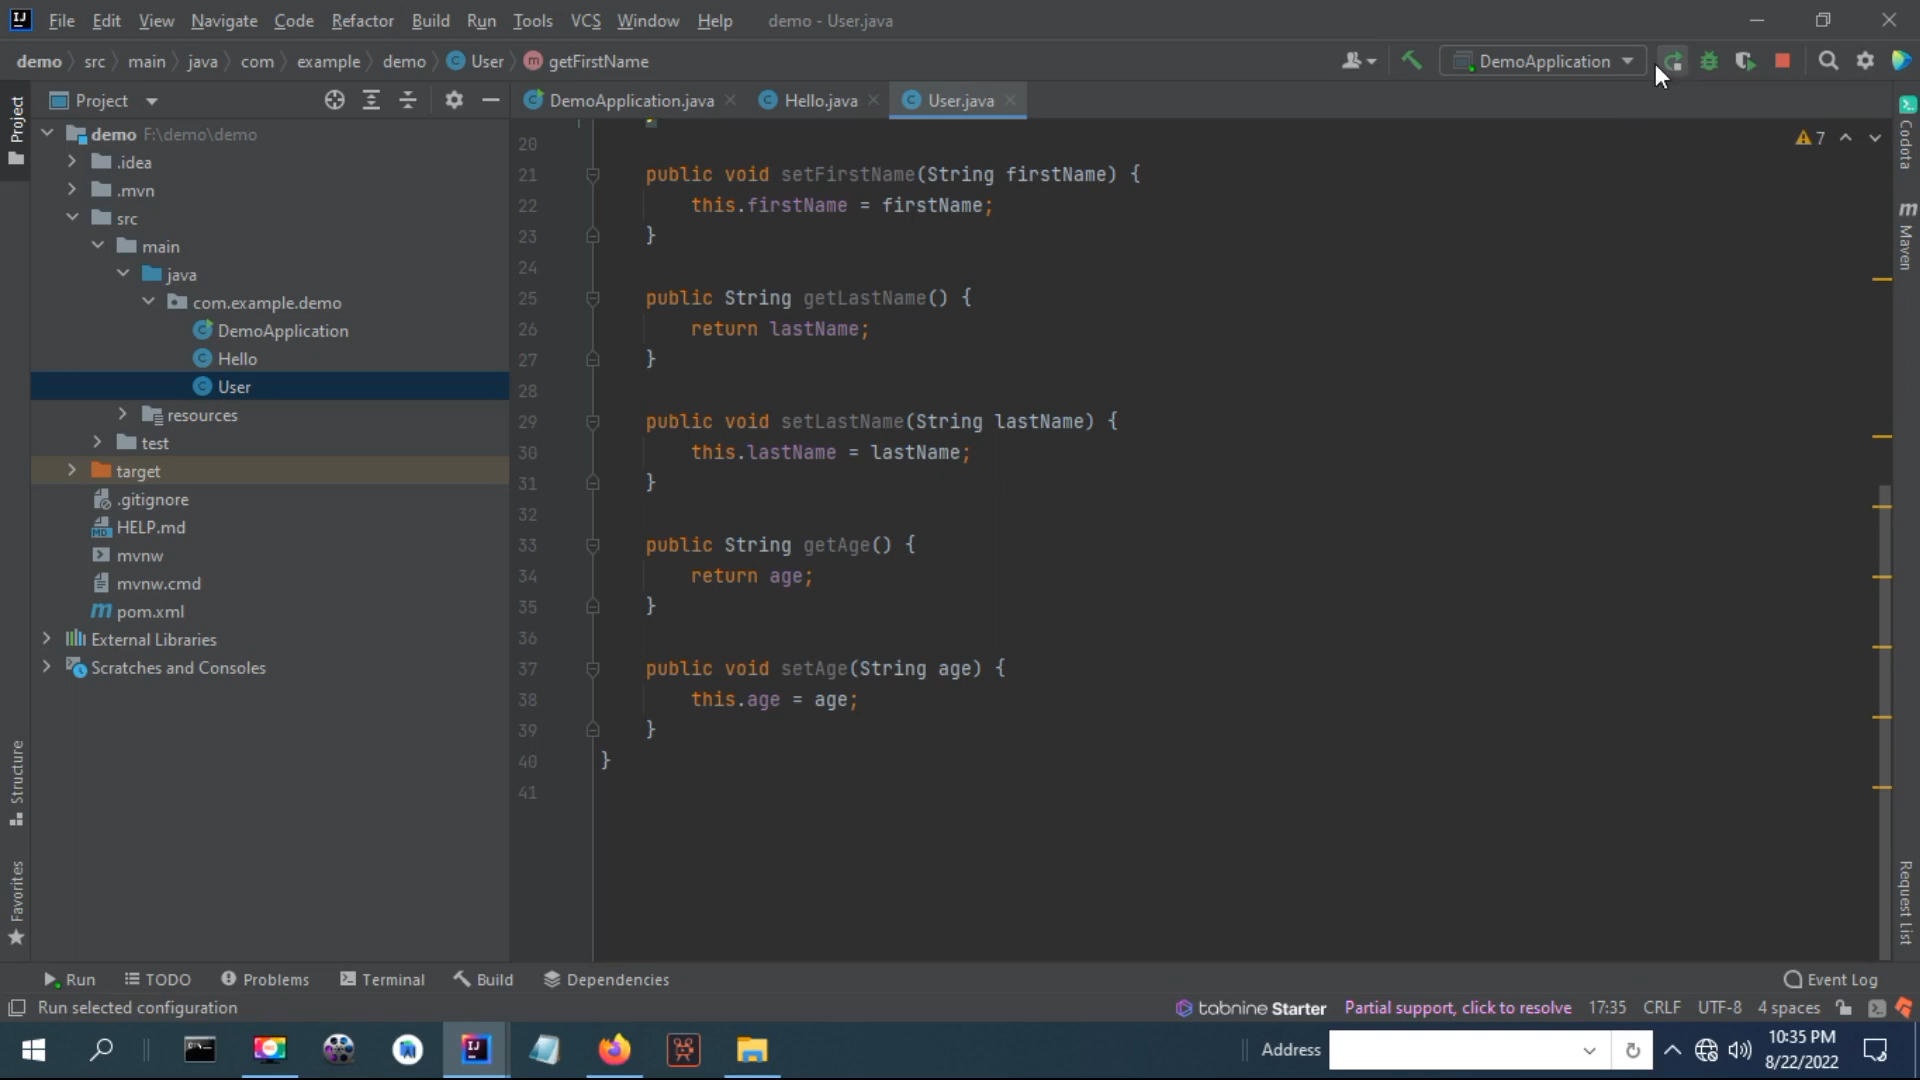 File Edit View Navigate Code Refactor Build Run Tools VCS Window Help demo - User.java
demo src main java com example demo User getFirstName DemoApplication
Project DemoApplication.java Hello.java User.java
Project
Structure
Favorites
demo F:\demo\demo
.idea
.mvn
src
main
java
com.example.demo
DemoApplication
Hello
User
resources
test
target
.gitignore
HELP.md
mvnw
mvnw.cmd
pom.xml
External Libraries
Scratches and Consoles
7
20
21 public void setFirstName(String firstName) {
22 this.firstName = firstName;
23 }
24
25 public String getLastName() {
26 return lastName;
27 }
28
29 public void setLastName(String lastName) {
30 this.lastName = lastName;
31 }
32
33 public String getAge() {
34 return age;
35 }
36
37 public void setAge(String age) {
38 this.age = age;
39 }
40 }
41
Codota
Maven
Request List
Run TODO Problems Terminal Build Dependencies Event Log
Run selected configuration tabnine Starter Partial support, click to resolve 17:35 CRLF UTF-8 4 spaces
Address 10:35 PM
8/22/2022